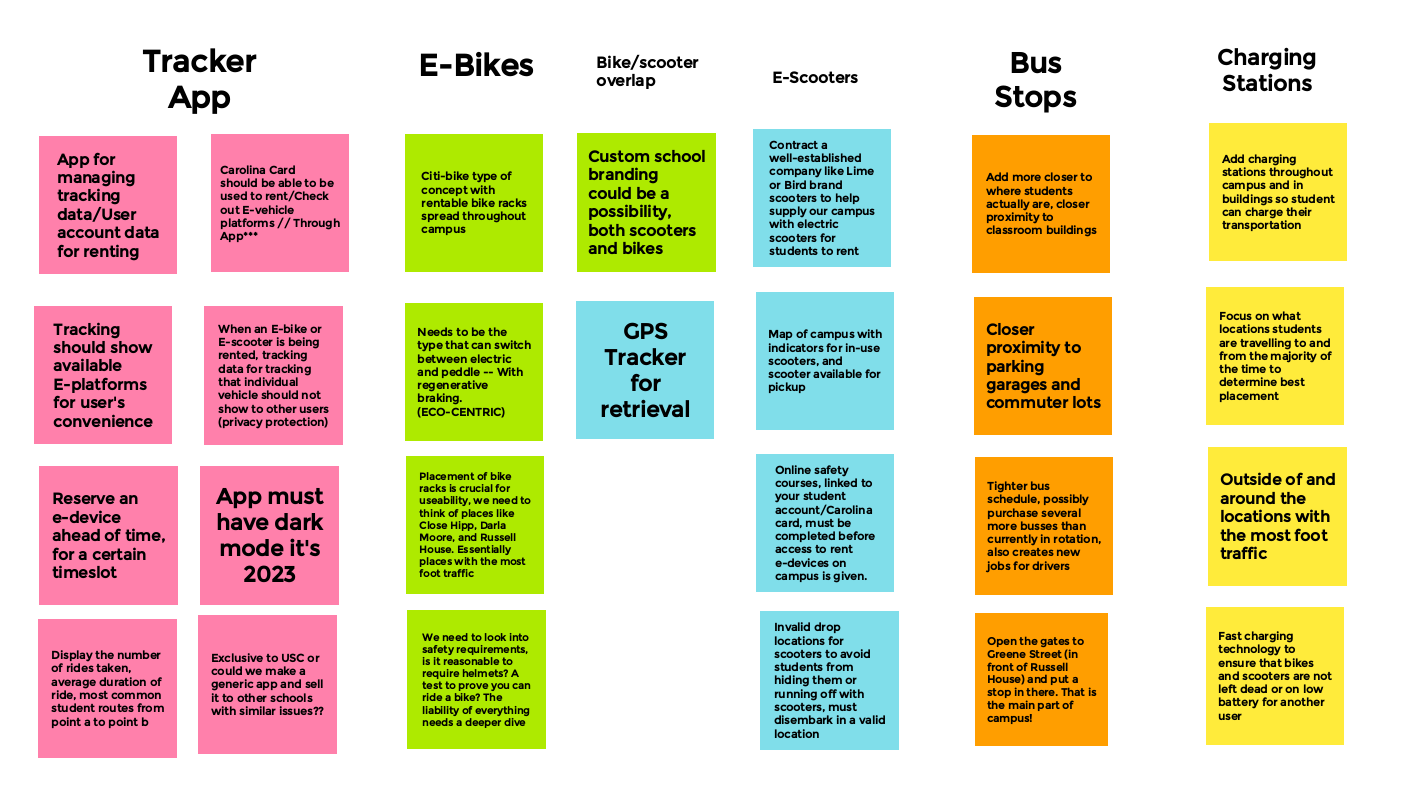 Tracker
App
App for
managing
tracking
data/User
account data
for renting
Carolina Card
should be able to be
used to rent/Check
out E-vehicle
platforms // Through
App***
Tracking
should show
available
E-platforms
for user's
convenience
When an E-bike or
E-scooter is being
rented, tracking
data for tracking
that individual
vehicle should not
show to other users
(privacy protection)
Reserve an
e-device
ahead of time,
for a certain
timeslot
App must
have dark
mode it's
2023
Display the number
of rides taken,
average duration of
ride, most common
student routes from
point a to point b
Exclusive to USC or
could we make a
generic app and sell
it to other schools
with similar issues??
E-Bikes
Citi-bike type of
concept with
rentable bike racks
spread throughout
campus
Needs to be the
type that can switch
between electric
and peddle -- With
regenerative
braking.
(ECO-CENTRIC)
Placement of bike
racks is crucial for
useability, we need to
think of places like
Close Hipp, Darla
Moore, and Russell
House. Essentially
places with the most
foot traffic
We need to look into
safety requirements,
is it reasonable to
require helmets? A
test to prove you can
ride a bike? The
liability of everything
needs a deeper dive
Bike/scooter
overlap
Custom school
branding
could be a
possibility,
both scooters
and bikes
GPS
Tracker
for
retrieval
E-Scooters
Contract a
well-established
company like Lime
or Bird brand
scooters to help
supply our campus
with electric
scooters for
students to rent
Map of campus with
indicators for in-use
scooters, and
scooter available for
pickup
Online safety
courses, linked to
your student
account/Carolina
card, must be
completed before
access to rent
e-devices on
campus is given.
Invalid drop
locations for
scooters to avoid
students from
hiding them or
running off with
scooters, must
disembark in a valid
location
Bus
Stops
Add more closer to
where students
actually are, closer
proximity to
classroom buildings
Closer
proximity to
parking
garages and
commuter lots
Tighter bus
schedule, possibly
purchase several
more busses than
currently in rotation,
also creates new
jobs for drivers
Open the gates to
Greene Street (in
front of Russell
House) and put a
stop in there. That is
the main part of
campus!
Charging
Stations
Add charging
stations throughout
campus and in
buildings so student
can charge their
transportation
Focus on what
locations students
are travelling to and
from the majority of
the time to
determine best
placement
Outside of and
around the
locations with
the most foot
traffic
Fast charging
technology to
ensure that bikes
and scooters are not
left dead or on low
battery for another
user